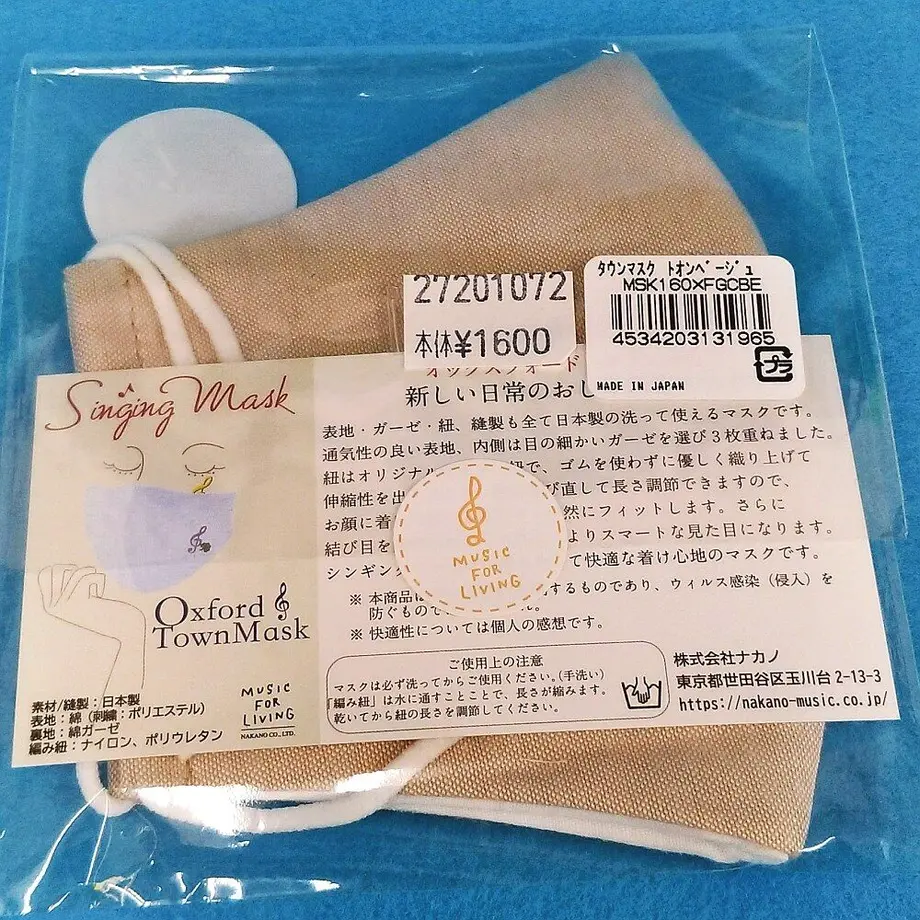 27201072
本体¥1600
タウンマスク トオンベージュ
MSK160XFGCBE
4534203131965
MADE IN JAPAN
プラ
Singing Mask
オックスフォード
新しい日常のおし
表地・ガーゼ・紐、縫製も全て日本製の洗って使えるマスクです。
通気性の良い表地、内側は目の細かいガーゼを選び3枚重ねました。
紐はオリジナル 紐で、ゴムを使わずに優しく織り上げて
伸縮性を出 び直して長さ調節できますので、
お顔に着 然にフィットします。さらに
結び目を よりスマートな見た目になります。
シンギン て快適な着け心地のマスクです。
※ 本商品は するものであり、ウィルス感染(侵入)を
防ぐもので ん。
※ 快適性については個人の感想です。
MUSIC
FOR
LIVING
Oxford
TownMask
素材/縫製:日本製
表地:綿(刺繍:ポリエステル)
裏地:綿ガーゼ
編み紐:ナイロン、ポリウレタン
MUSIC
FOR
LIVING
NAKANO CO., LTD.
ご使用上の注意
マスクは必ず洗ってからご使用ください。(手洗い)
「編み紐」は水に通すことことで、長さが縮みます。
乾いてから紐の長さを調節してください。
株式会社ナカノ
東京都世田谷区玉川台 2-13-3
https://nakano-music.co.jp/